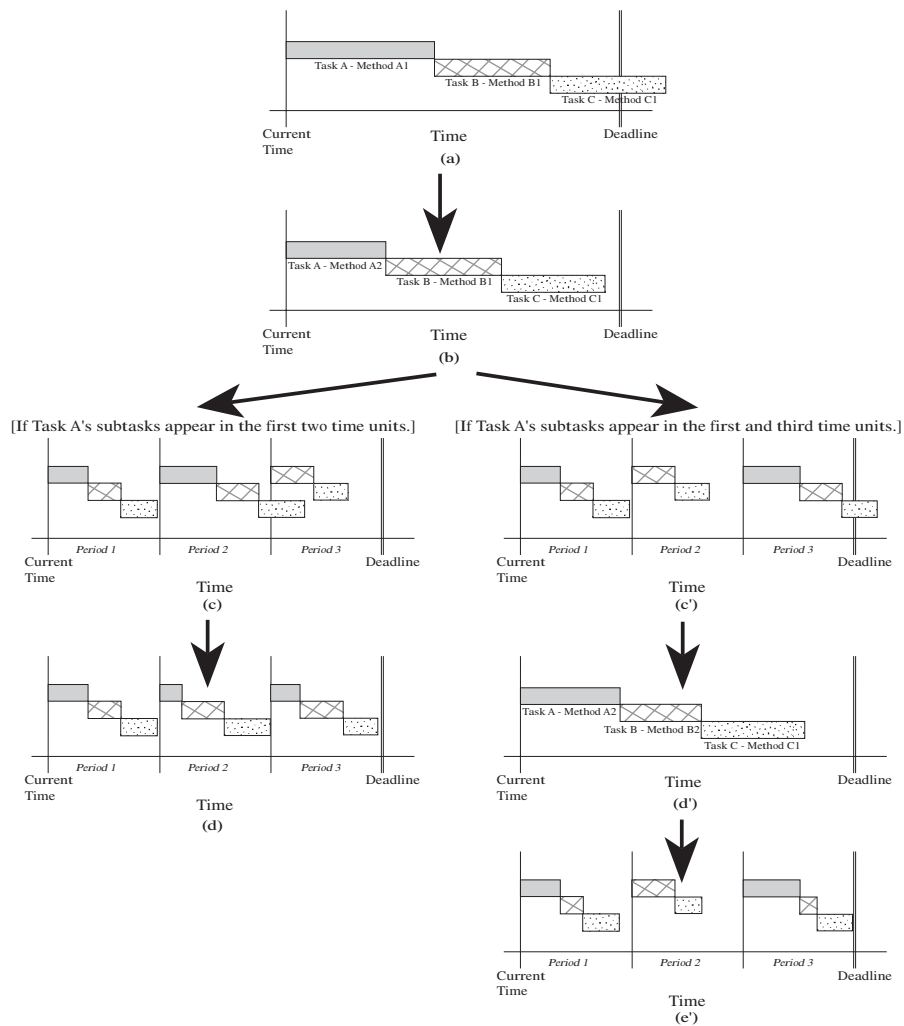 Task A - Method A1
Task B - Method B1
Task C - Method C1
Current
Time
Time
Deadline
(a)
Task A - Method A2
Task B - Method B1
Task C - Method C1
Current
Time
Time
Deadline
(b)
[If Task A's subtasks appear in the first two time units.]
Period 1
Period 2
Period 3
Current
Time
Deadline
Time
(c)
Period 1
Period 2
Period 3
Current
Time
Deadline
Time
(d)
[If Task A's subtasks appear in the first and third time units.]
Period 1
Period 2
Period 3
Current
Time
Deadline
Time
(c')
Task A - Method A2
Task B - Method B2
Task C - Method C1
Current
Time
Deadline
Time
(d')
Period 1
Period 2
Period 3
Current
Time
Deadline
Time
(e')